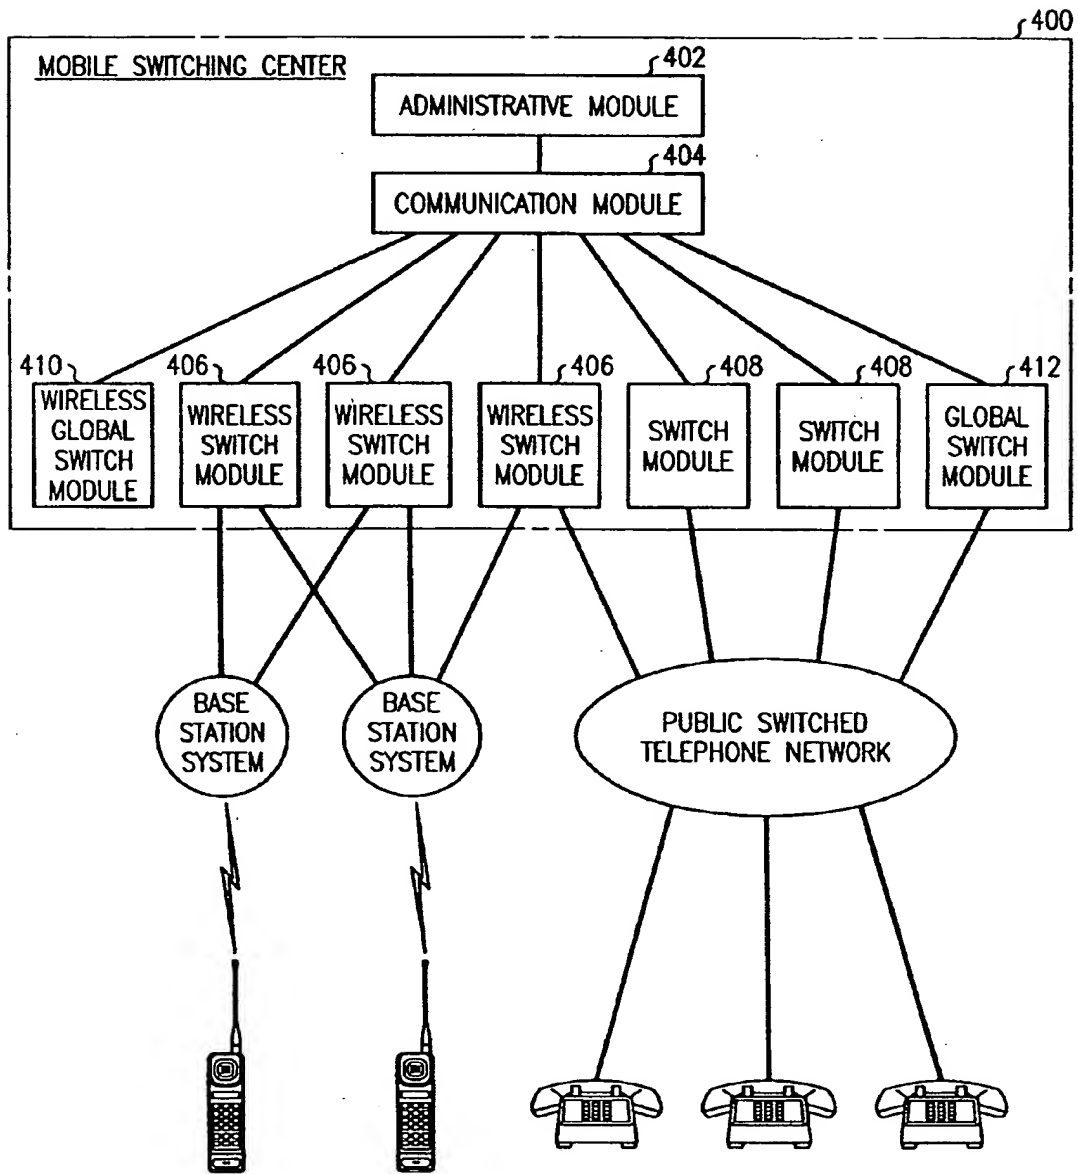 400
MOBILE SWITCHING CENTER
402
ADMINISTRATIVE MODULE
404
COMMUNICATION MODULE
410
WIRELESS
GLOBAL
SWITCH
MODULE
406
WIRELESS
SWITCH
MODULE
406
WIRELESS
SWITCH
MODULE
406
WIRELESS
SWITCH
MODULE
408
SWITCH
MODULE
408
SWITCH
MODULE
412
GLOBAL
SWITCH
MODULE
BASE
STATION
SYSTEM
BASE
STATION
SYSTEM
PUBLIC SWITCHED
TELEPHONE NETWORK